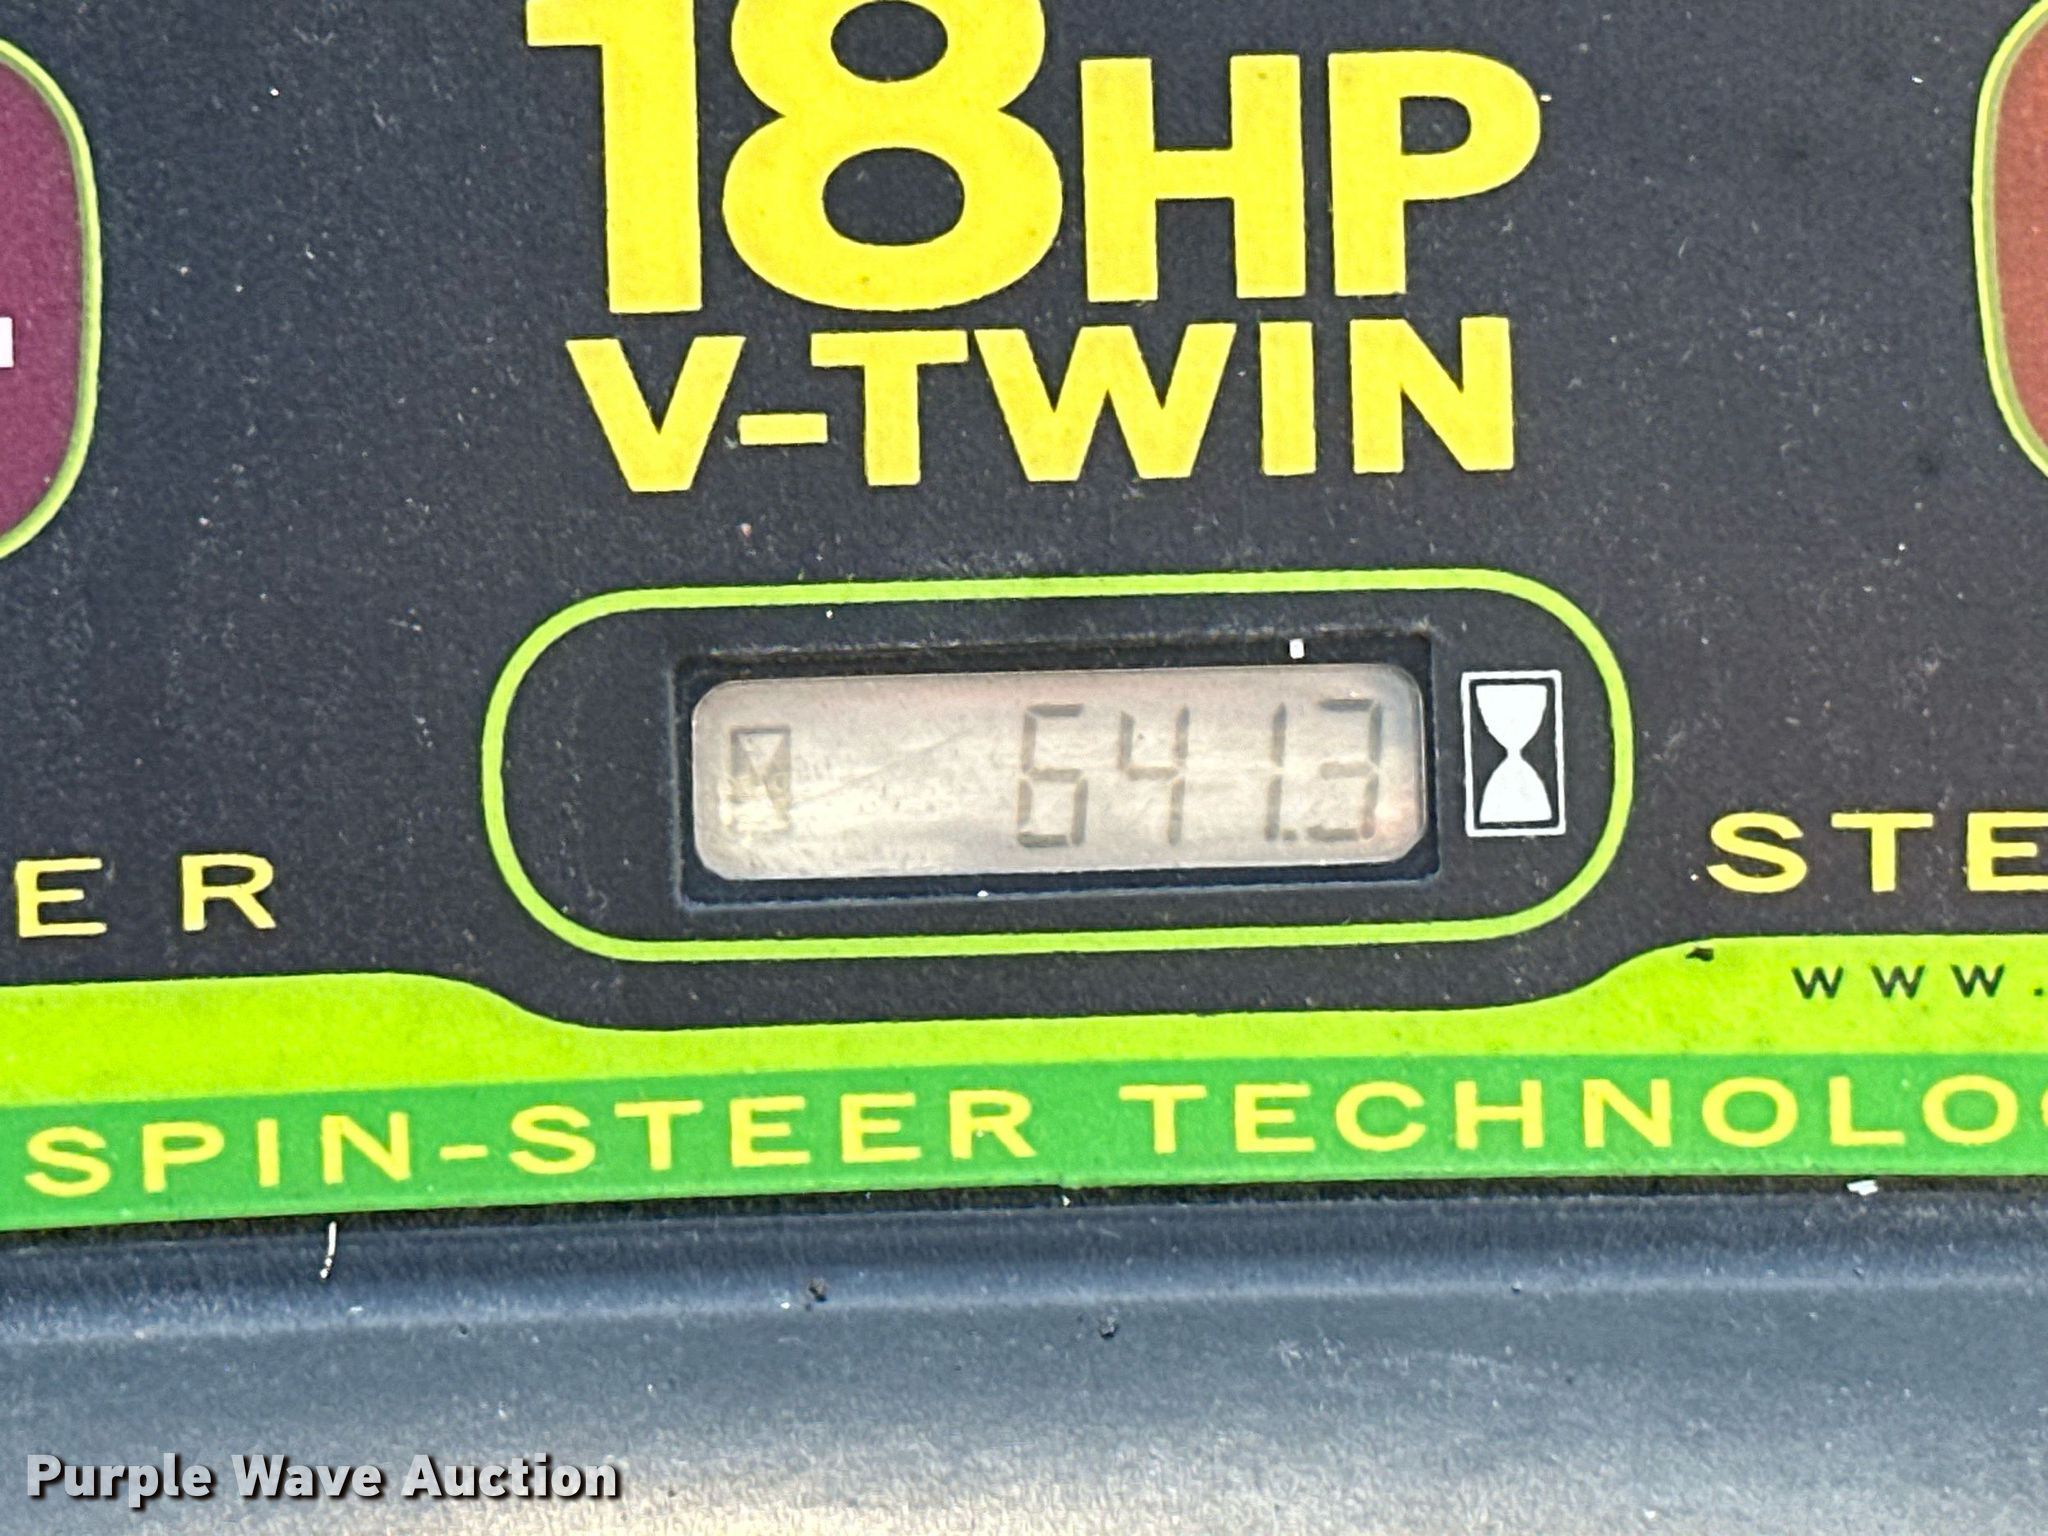 18HP
V-TWIN
641.3
ER
STE
www.
SPIN-STEER TECHNOLO
Purple Wave Auction